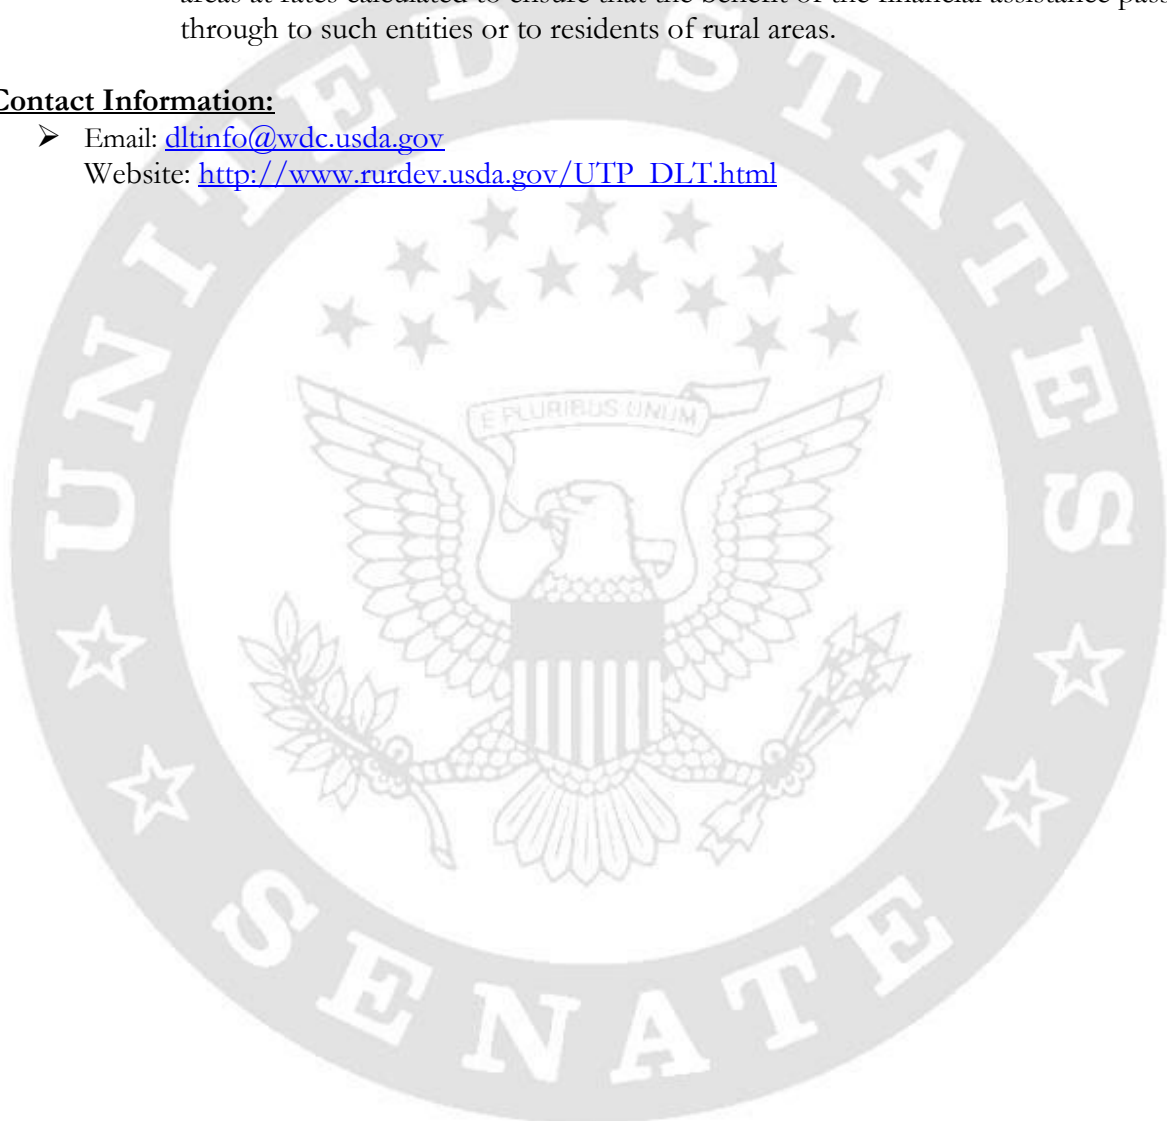 areas at rates calculated to ensure that the benefit of the financial assistance pass
through to such entities or to residents of rural areas.
Contact Information:
➢ Email: dltinfo@wdc.usda.gov
Website: http://www.rurdev.usda.gov/UTP_DLT.html
UNITED STATES
E PLURIBUS UNUM
SENATE